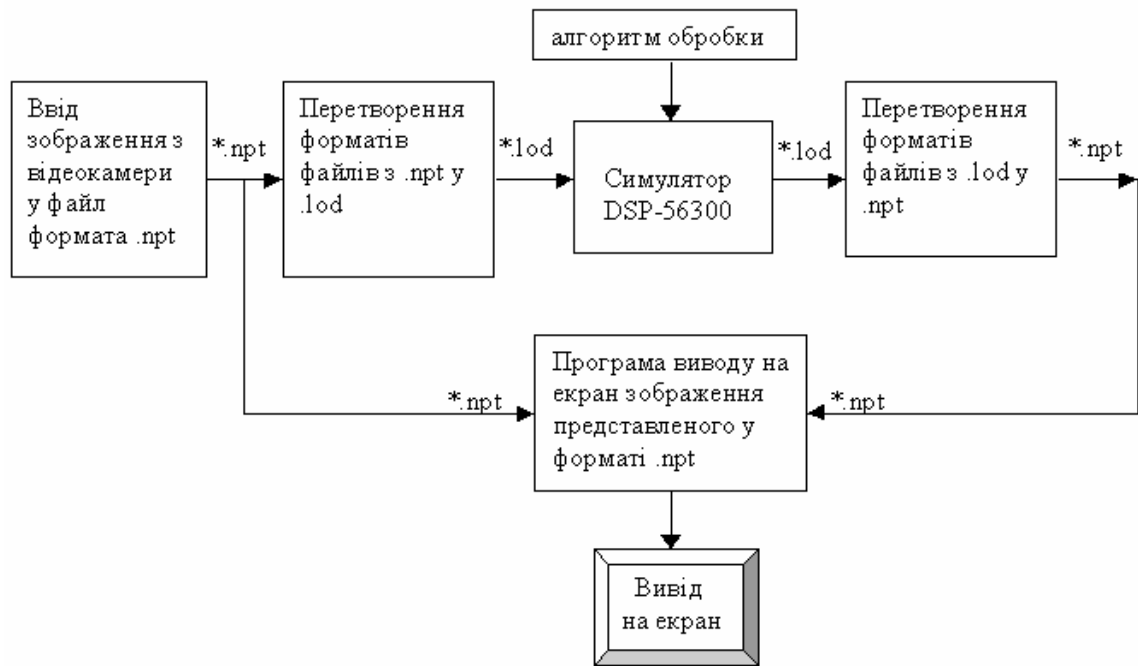 алгоритм обробки
Ввід
зображення з
відеокамери
у файл
формата .npt
*.npt
Перетворення
форматів
файлів з .npt у
.lod
*.lod
Симулятор
DSP-56300
*.lod
Перетворення
форматів
файлів з .lod у
.npt
*.npt
*.npt
Програма виводу на
екран зображення
представленого у
форматі .npt
*.npt
Вивід
на екран